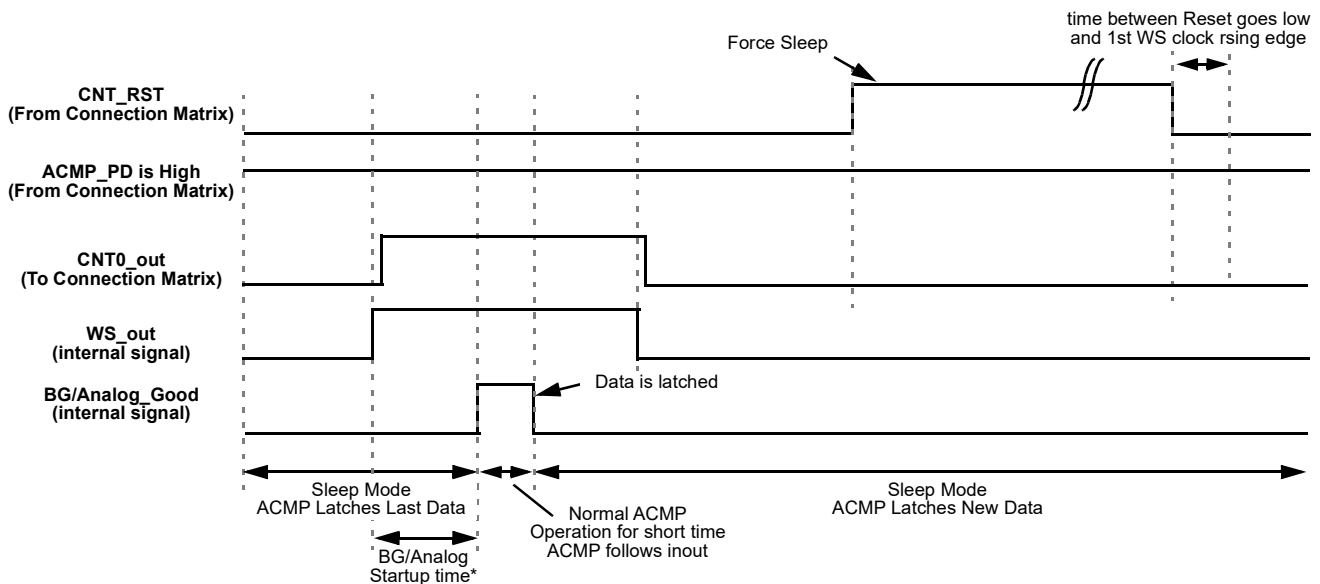 time between Reset goes low
and 1st WS clock rsing edge
Force Sleep
CNT_RST
(From Connection Matrix)
ACMP_PD is High
(From Connection Matrix)
CNT0_out
(To Connection Matrix)
WS_out
(internal signal)
BG/Analog_Good
(internal signal)
Data is latched
Sleep Mode
ACMP Latches Last Data
Normal ACMP
Operation for short time
ACMP follows inout
Sleep Mode
ACMP Latches New Data
BG/Analog
Startup time*